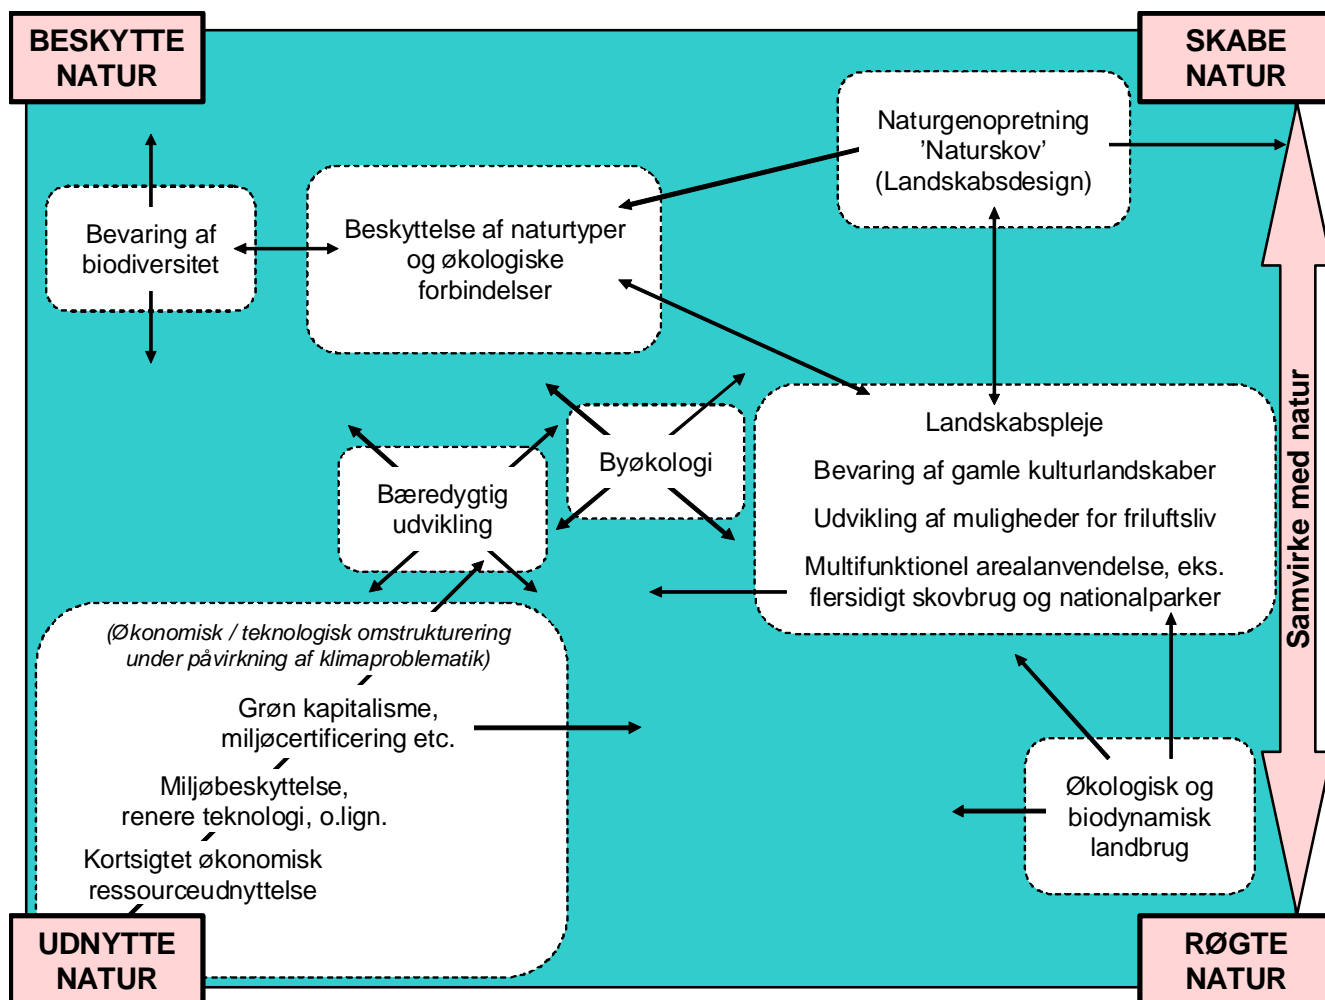 BESKYTTE
NATUR
SKABE
NATUR
Naturgenopretning
’Naturskov’
(Landskabsdesign)
Bevaring af
biodiversitet
Beskyttelse af naturtyper
og økologiske
forbindelser
Landskabspleje
Bevaring af gamle kulturlandskaber
Udvikling af muligheder for friluftsliv
Multifunktionel arealanvendelse, eks.
flersidigt skovbrug og nationalparker
Byøkologi
Bæredygtig
udvikling
Samvirke med natur
(Økonomisk / teknologisk omstrukturering
under påvirkning af klimaproblematik)
Grøn kapitalisme,
miljøcertificering etc.
Miljøbeskyttelse,
renere teknologi, o.lign.
Kortsigtet økonomisk
ressourceudnyttelse
Økologisk og
biodynamisk
landbrug
UDNYTTE
NATUR
RØGTE
NATUR